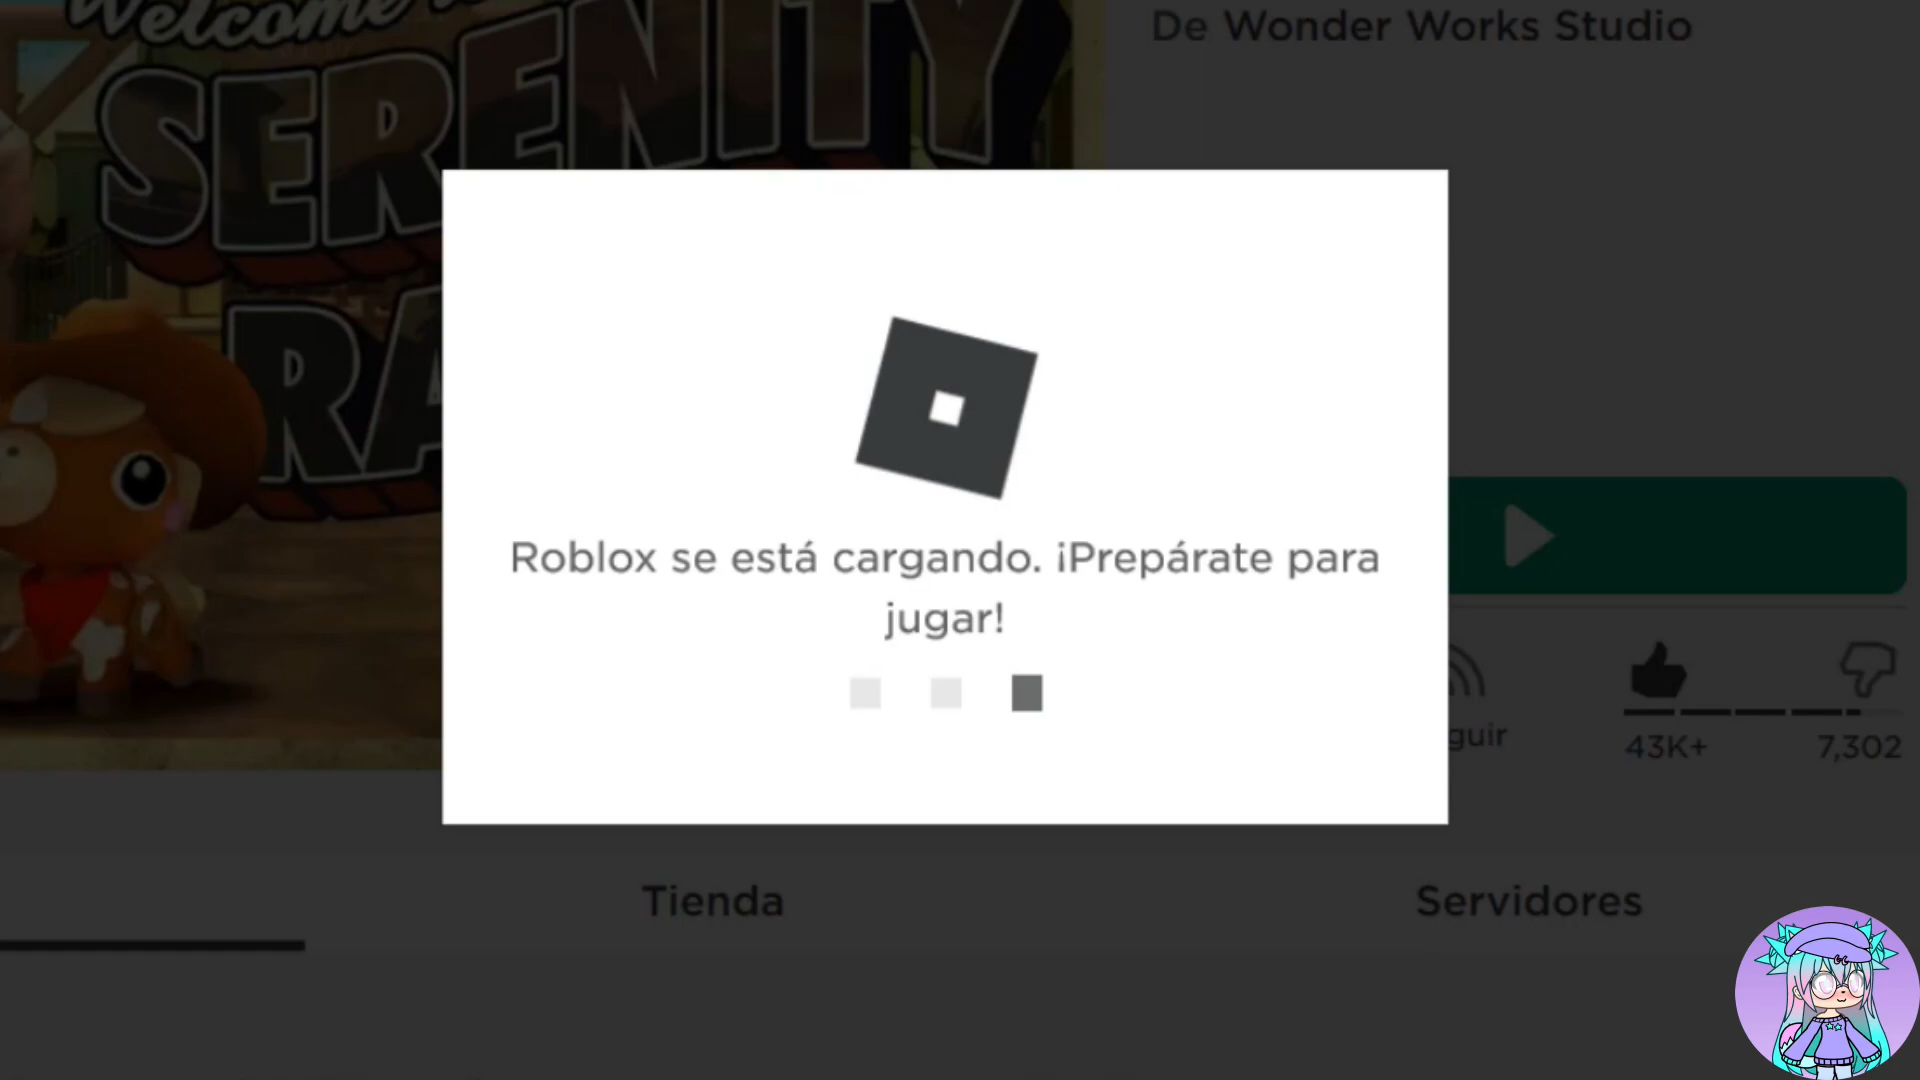 Welcome
De Wonder Works Studio
SERENITY
RA
Roblox se está cargando. ¡Prepárate para
jugar!
guir
43K+
7,302
Tienda
Servidores